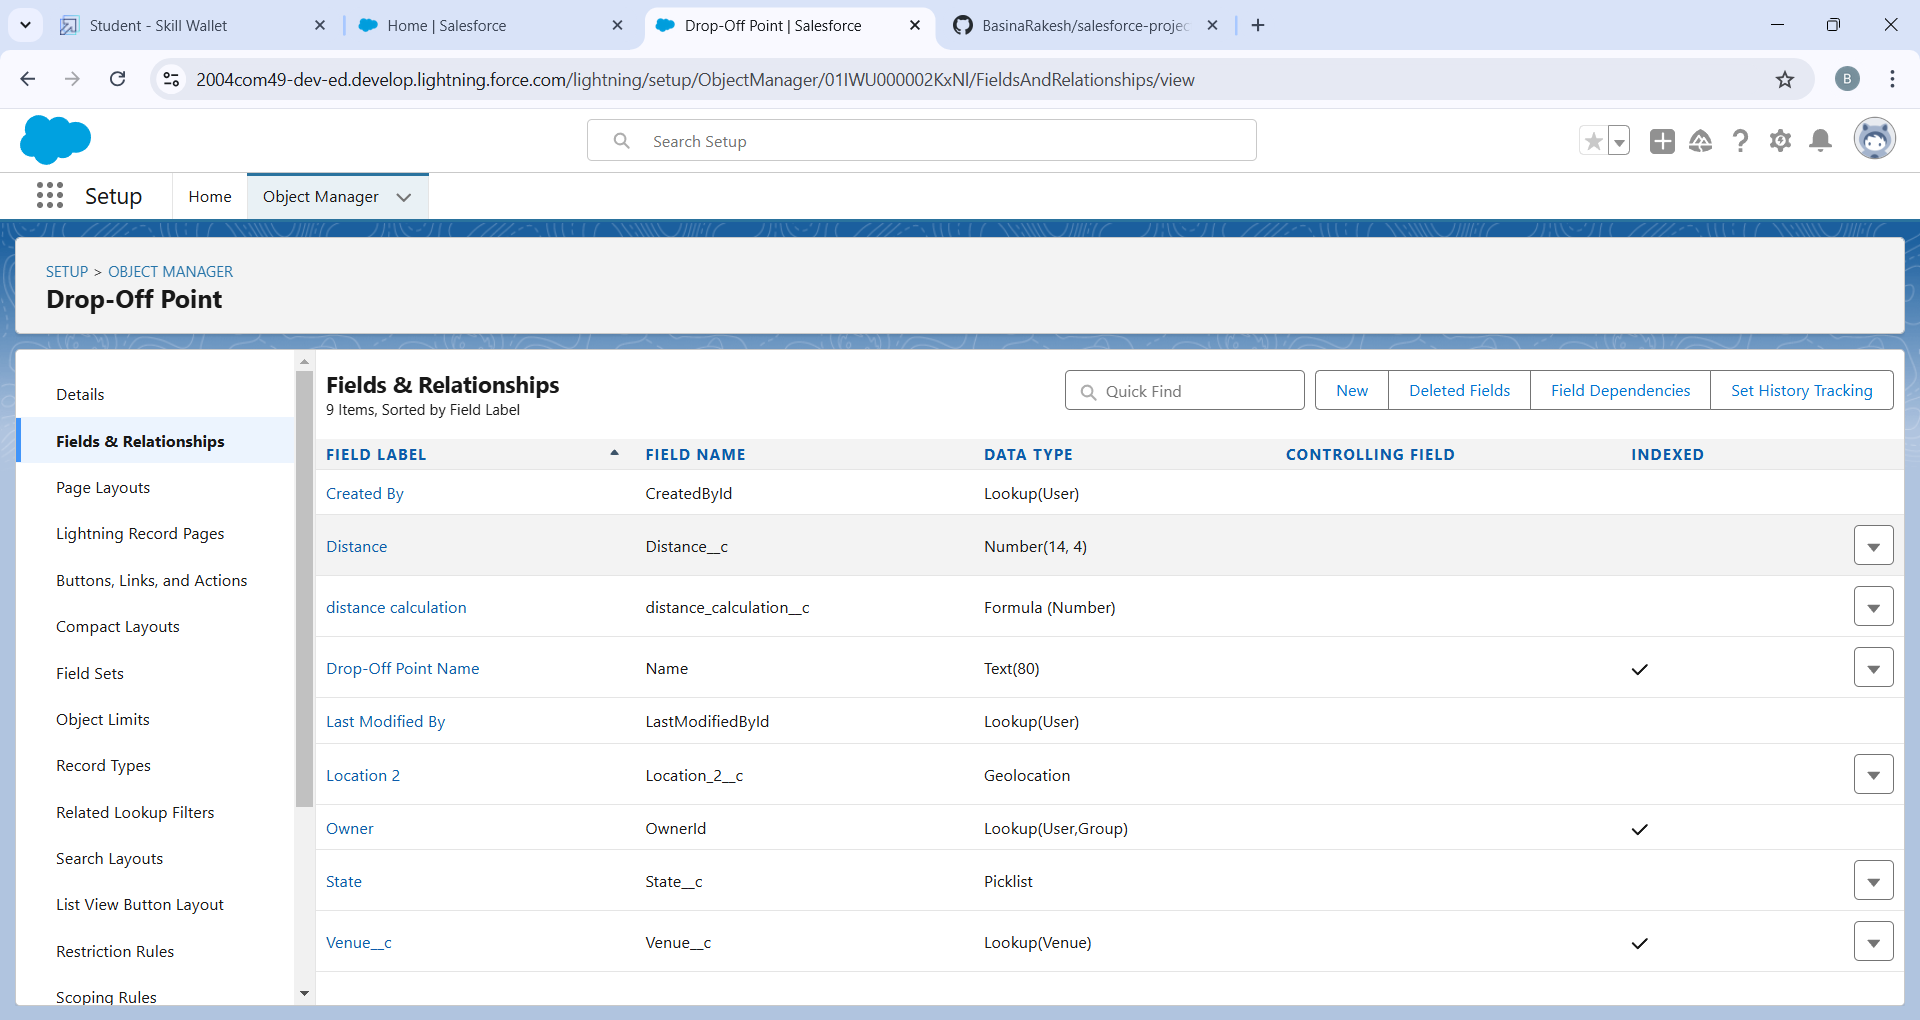 Student - Skill Wallet
Home | Salesforce
Drop-Off Point | Salesforce
BasinaRakesh/salesforce-projec
2004com49-dev-ed.develop.lightning.force.com/lightning/setup/ObjectManager/01IWU000002KxNl/FieldsAndRelationships/view
B
Search Setup
Setup
Home
Object Manager
SETUP > OBJECT MANAGER
Drop-Off Point
Details
Fields & Relationships
Page Layouts
Lightning Record Pages
Buttons, Links, and Actions
Compact Layouts
Field Sets
Object Limits
Record Types
Related Lookup Filters
Search Layouts
List View Button Layout
Restriction Rules
Scoping Rules
Fields & Relationships
9 Items, Sorted by Field Label
Quick Find
New
Deleted Fields
Field Dependencies
Set History Tracking
FIELD LABEL FIELD NAME DATA TYPE CONTROLLING FIELD INDEXED
Created By CreatedById Lookup(User)
Distance Distance__c Number(14, 4)
distance calculation distance_calculation__c Formula (Number)
Drop-Off Point Name Name Text(80)
Last Modified By LastModifiedById Lookup(User)
Location 2 Location_2__c Geolocation
Owner OwnerId Lookup(User,Group)
State State__c Picklist
Venue__c Venue__c Lookup(Venue)